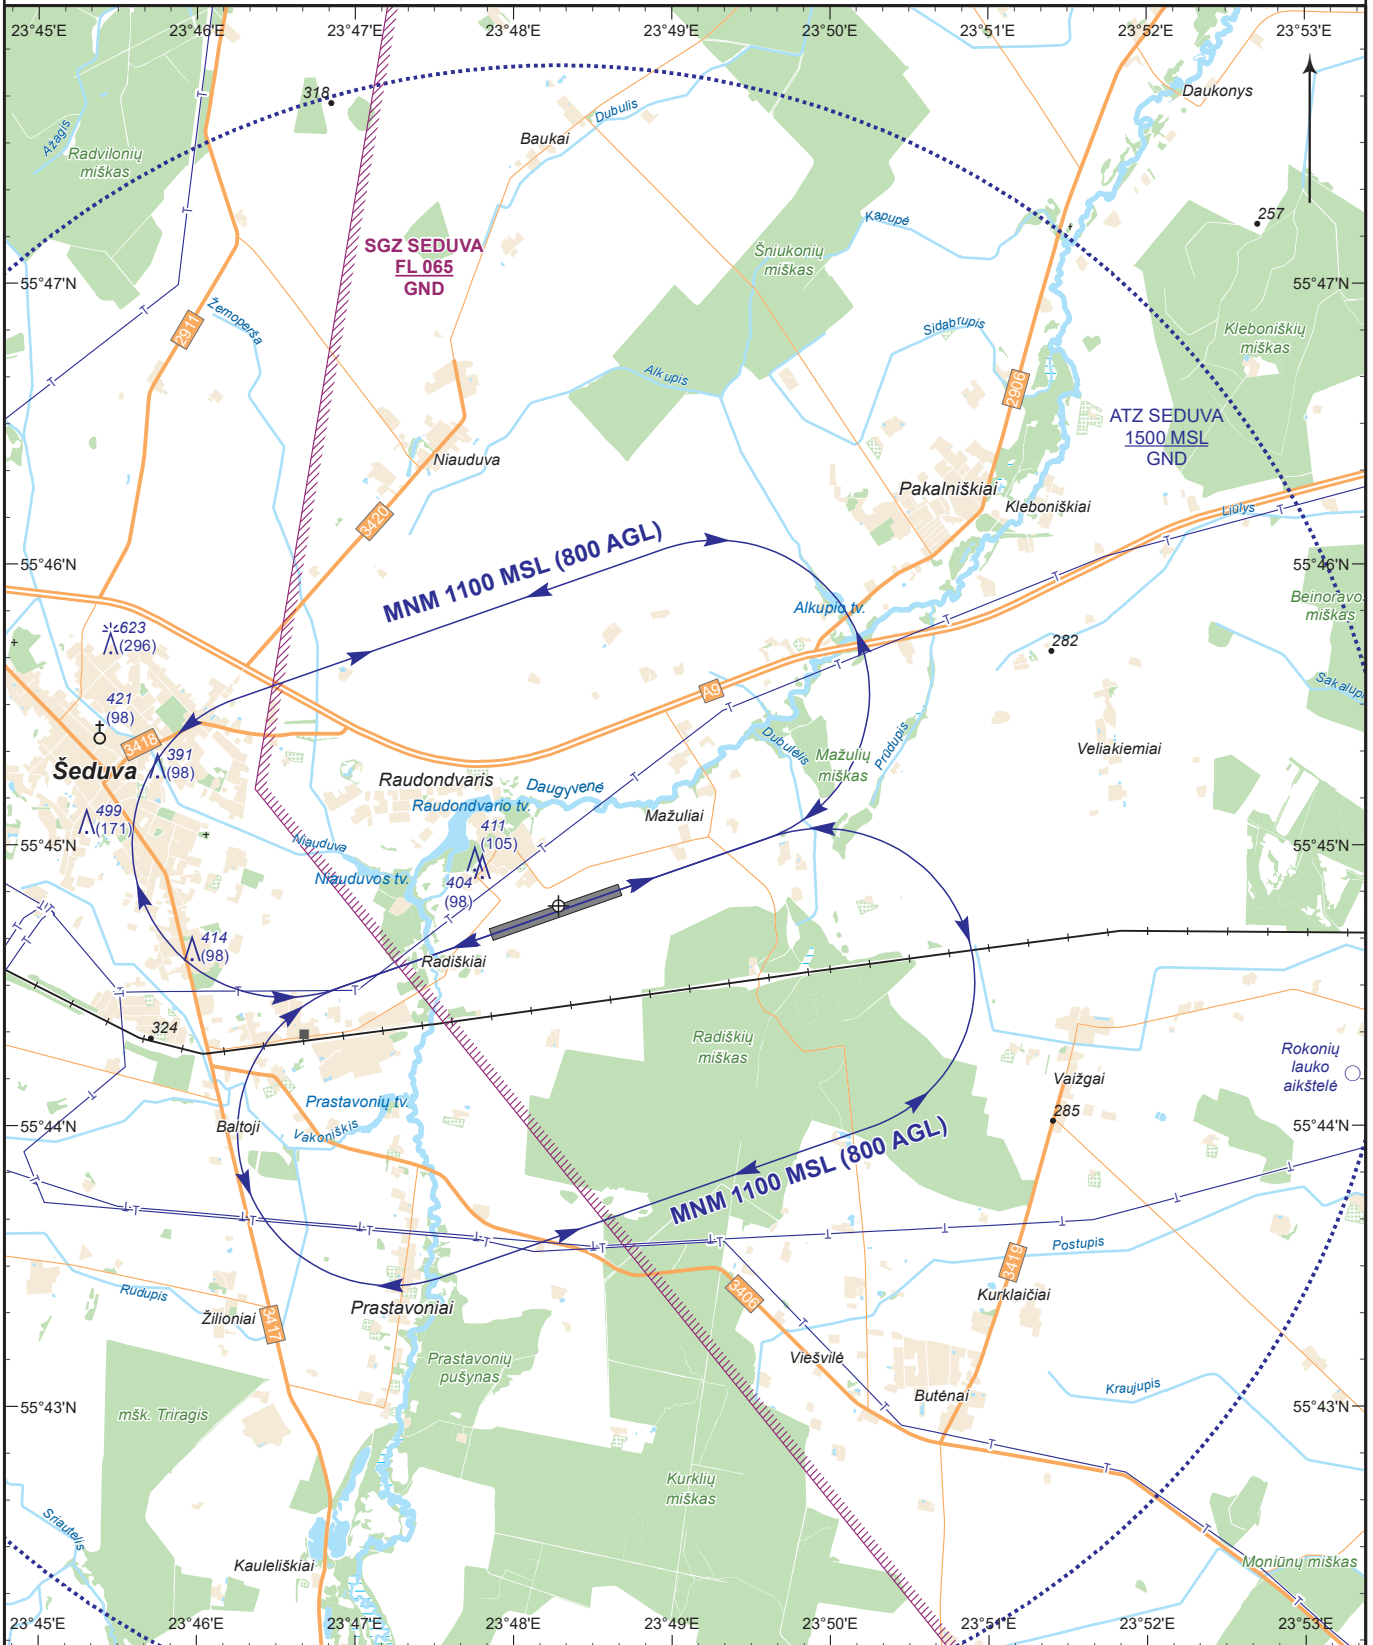 23°45'E
23°46'E
23°47'E
23°48'E
23°49'E
23°50'E
23°51'E
23°52'E
23°53'E
318
Daukonys
Dubulis
Baukai
Ažagis
Radvilonių
miškas
257
Kapupė
SGZ SEDUVA
FL 065
GND
Šniukonių
miškas
55°47'N
55°47'N
Žemoperša
2911
Sidabrupis
Kleboniškių
miškas
Alkupis
2906
ATZ SEDUVA
1500 MSL
GND
Niauduva
Pakalniškiai
Kleboniškiai
Liūlys
3420
MNM 1100 MSL (800 AGL)
55°46'N
55°46'N
Beinoravo
miškas
Alkupio tv.
623
(296)
282
Sakalupi
421
(98)
A9
3418
391
(98)
Dubulėlis
Mažulių
miškas
Prūdupis
Veliakiemiai
Šeduva
Raudondvaris
Daugyvenė
Raudondvario tv.
Mažuliai
499
(171)
411
(105)
55°45'N
55°45'N
Niauduva
Niauduvos tv.
404
(98)
414
(98)
Radiškiai
324
Radiškių
miškas
Rokonių
lauko
aikštelė
Vaižgai
Prastavonių tv.
285
55°44'N
Baltoji
Vakoniškis
55°44'N
MNM 1100 MSL (800 AGL)
Postupis
3419
Rudupis
3406
Kurklaičiai
Žilioniai
3417
Prastavoniai
Prastavonių
pušynas
Viešvilė
Butėnai
Kraujupis
55°43'N
mšk. Triragis
55°43'N
Kurklių
miškas
Sriautelis
Kauleliškiai
Moniūnų miškas
23°45'E
23°46'E
23°47'E
23°48'E
23°49'E
23°50'E
23°51'E
23°52'E
23°53'E